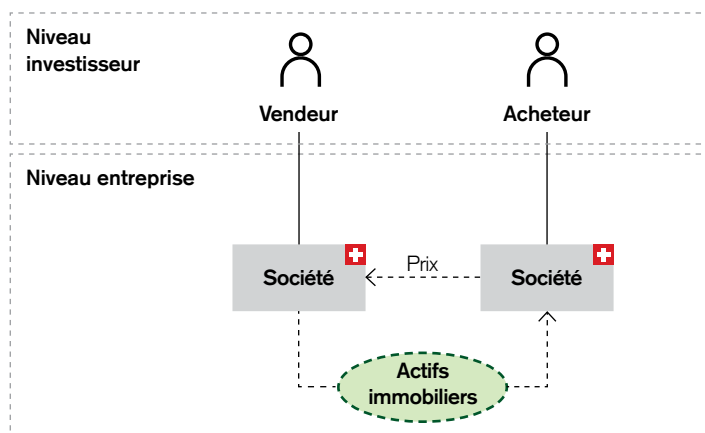 Niveau
investisseur
Vendeur
Acheteur
Niveau entreprise
Société
Prix
Société
Actifs
immobiliers